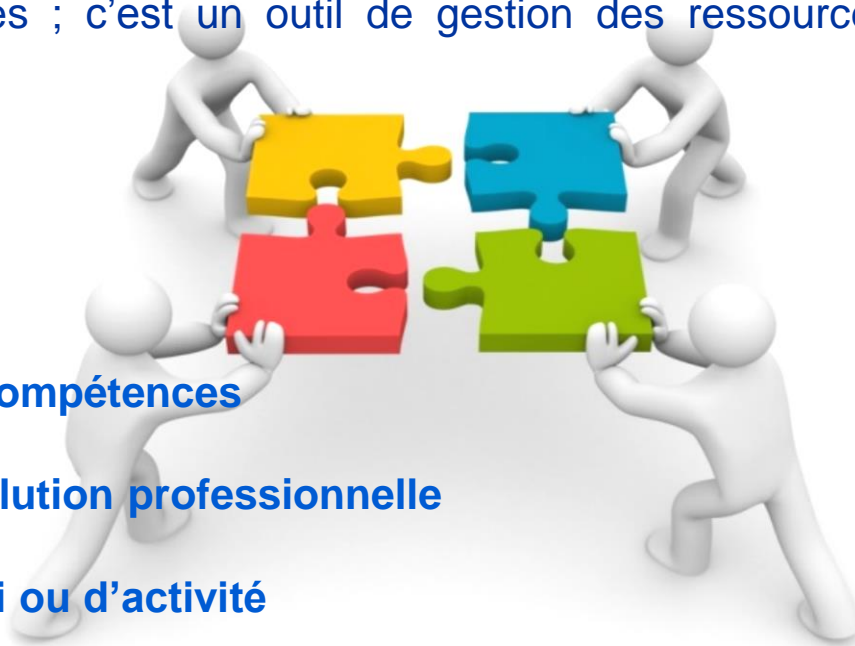 es ; c’est un outil de gestion des ressource
ompétences
lution professionnelle
i ou d’activité